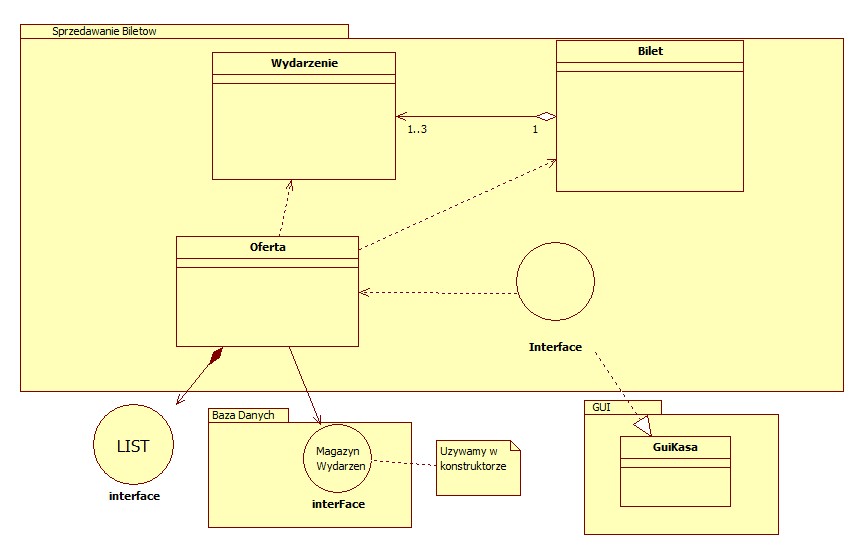 Sprzedawanie Biletow
Wydarzenie
Bilet
1..3
1
Oferta
Interface
LIST
interface
Baza Danych
Magazyn
Wydarzen
interFace
Uzywamy w
konstruktorze
GUI
GuiKasa